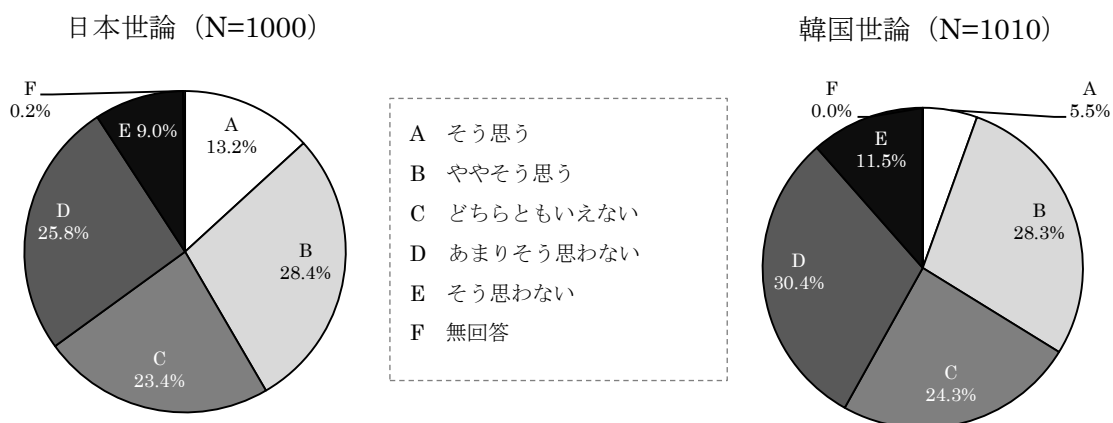 日本世論（N=1000）
F
0.2%
E 9.0%
A
13.2%
D
25.8%
B
28.4%
C
23.4%
A そう思う
B ややそう思う
C どちらともいえない
D あまりそう思わない
E そう思わない
F 無回答
韓国世論（N=1010）
F
0.0%
A
5.5%
E
11.5%
B
28.3%
D
30.4%
C
24.3%